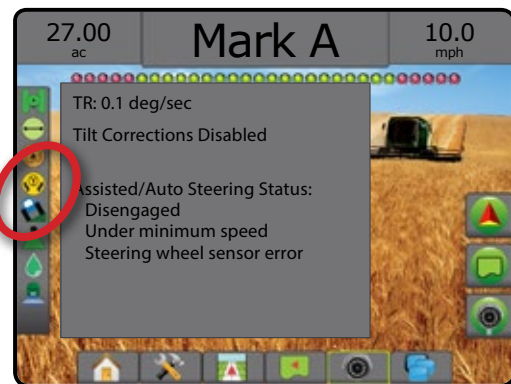 27.00
ac
Mark A
10.0
mph
TR: 0.1 deg/sec
Tilt Corrections Disabled
Assisted/Auto Steering Status:
Disengaged
Under minimum speed
Steering wheel sensor error